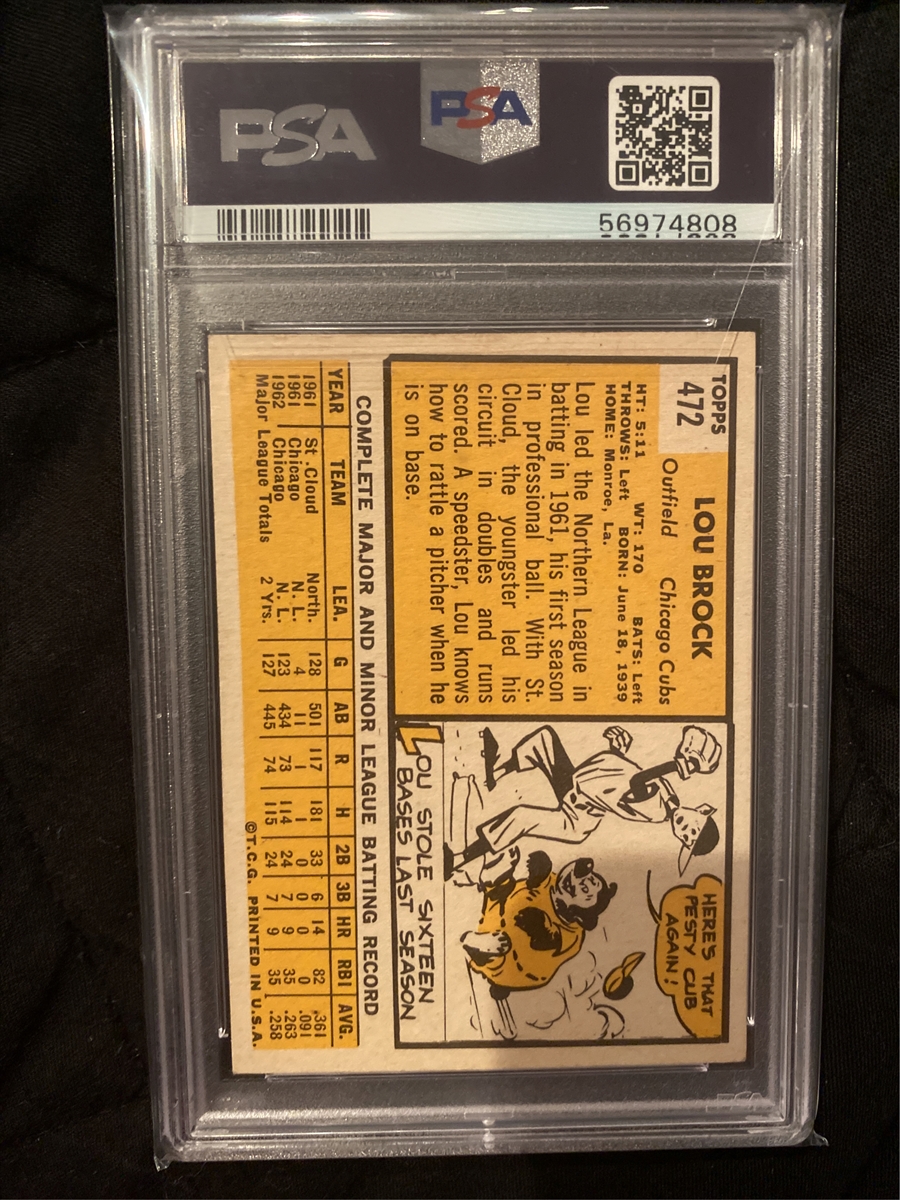 PSA
PSA
56974808
TOPPS
472
LOU BROCK
Outfield Chicago Cubs
HT: 5:11 WT: 170 BATS: Left
THROWS: Left BORN: June 18, 1939
HOME: Monroe, La.
Lou led the Northern League in
batting in 1961, his first season
in professional ball. With St.
Cloud, the youngster led his
circuit in doubles and runs
scored. A speedster, Lou knows
how to rattle a pitcher when he
is on base.
HERE'S THAT
PESTY CUB
AGAIN!
LOU STOLE SIXTEEN
BASES LAST SEASON
COMPLETE MAJOR AND MINOR LEAGUE BATTING RECORD
YEAR TEAM LEA. G AB R H 2B 3B HR RBI AVG.
1961 St. Cloud North. 128 501 117 181 33 6 14 82 .361
1961 Chicago N. L. 4 11 1 1 0 0 0 0 .091
1962 Chicago N. L. 123 434 73 114 24 7 9 35 .263
Major League Totals 2 Yrs. 127 445 74 115 24 7 9 35 .258
©T.C.G. PRINTED IN U.S.A.
PSA